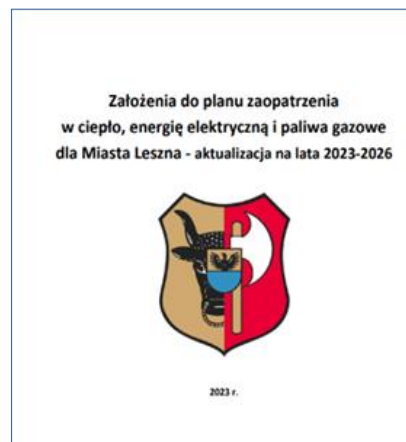 Założenia do planu zaopatrzenia
w ciepło, energię elektryczną i paliwa gazowe
dla Miasta Leszna - aktualizacja na lata 2023-2026
2023 r.